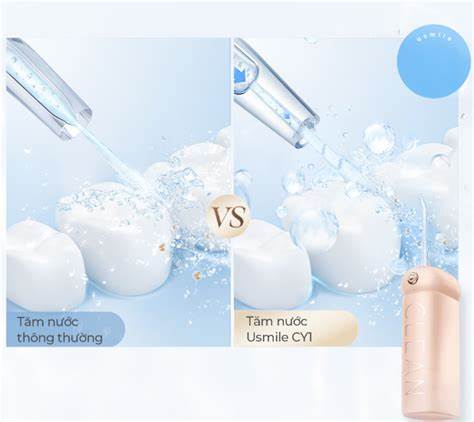 Usmile
VS
Tăm nước
thông thường
Tăm nước
Usmile CY1
CLEAN